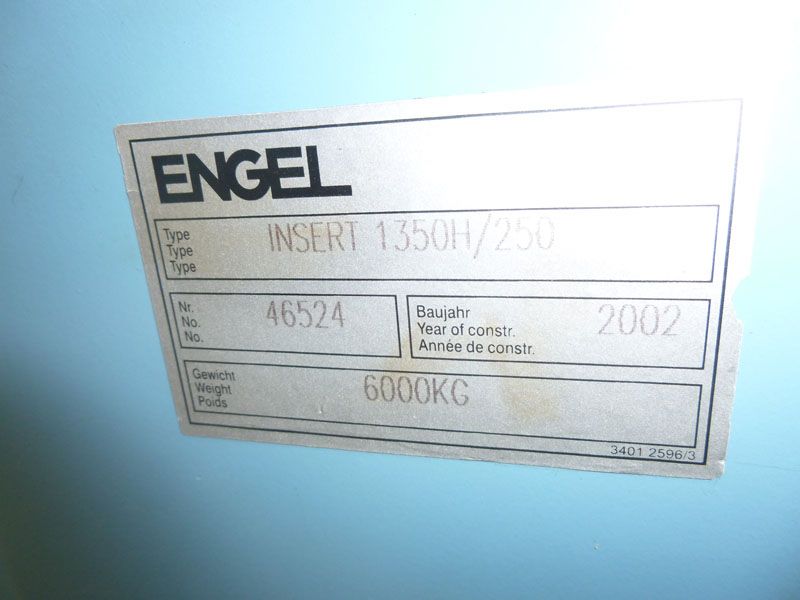 ENGEL
Type
Type
Type
INSERT 1350H/250
Nr.
No.
No.
46524
Baujahr
Year of constr.
Année de constr.
2002
Gewicht
Weight
Poids
6000KG
3401 2596/3